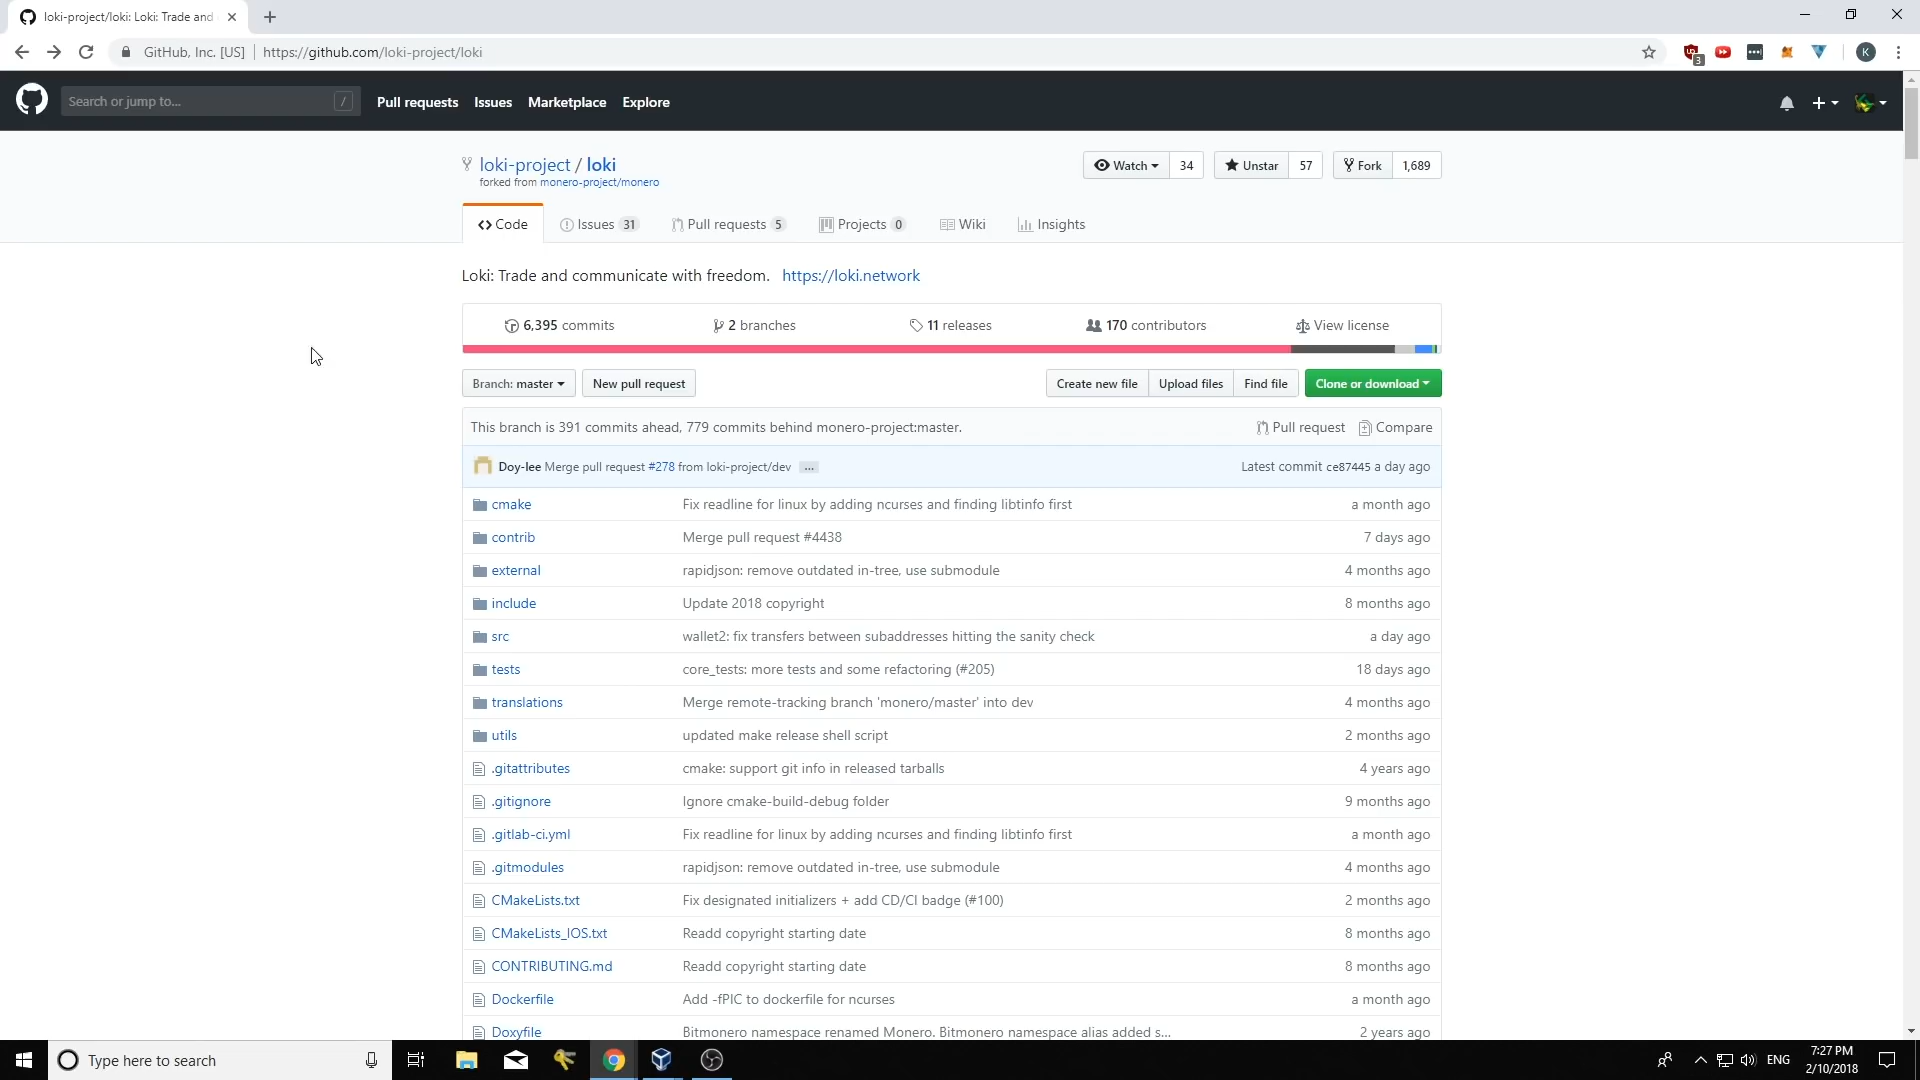 loki-project/loki: Loki: Trade and
GitHub, Inc. [US] https://github.com/loki-project/loki
3
K
Search or jump to... /
Pull requests Issues Marketplace Explore
loki-project / loki
forked from monero-project/monero
Watch 34 Unstar 57 Fork 1,689
Code Issues 31 Pull requests 5 Projects 0 Wiki Insights
Loki: Trade and communicate with freedom. https://loki.network
6,395 commits 2 branches 11 releases 170 contributors View license
Branch: master New pull request Create new file Upload files Find file Clone or download
This branch is 391 commits ahead, 779 commits behind monero-project:master. Pull request Compare
Doy-lee Merge pull request #278 from loki-project/dev ... Latest commit ce87445 a day ago
cmake Fix readline for linux by adding ncurses and finding libtinfo first a month ago
contrib Merge pull request #4438 7 days ago
external rapidjson: remove outdated in-tree, use submodule 4 months ago
include Update 2018 copyright 8 months ago
src wallet2: fix transfers between subaddresses hitting the sanity check a day ago
tests core_tests: more tests and some refactoring (#205) 18 days ago
translations Merge remote-tracking branch 'monero/master' into dev 4 months ago
utils updated make release shell script 2 months ago
.gitattributes cmake: support git info in released tarballs 4 years ago
.gitignore Ignore cmake-build-debug folder 9 months ago
.gitlab-ci.yml Fix readline for linux by adding ncurses and finding libtinfo first a month ago
.gitmodules rapidjson: remove outdated in-tree, use submodule 4 months ago
CMakeLists.txt Fix designated initializers + add CD/CI badge (#100) 2 months ago
CMakeLists_IOS.txt Readd copyright starting date 8 months ago
CONTRIBUTING.md Readd copyright starting date 8 months ago
Dockerfile Add -fPIC to dockerfile for ncurses a month ago
Doxyfile Bitmonero namespace renamed Monero. Bitmonero namespace alias added s... 2 years ago
Type here to search
ENG
7:27 PM
2/10/2018